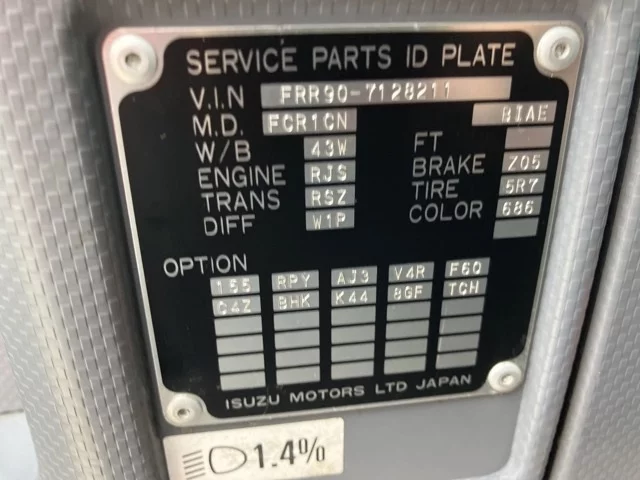 SERVICE PARTS ID PLATE
V.I.N FRR90-7128211
M.D. FCR1CN BIAE
W/B 43W FT
ENGINE RJS BRAKE Z05
TRANS RSZ TIRE 5R7
DIFF W1P COLOR 686
OPTION
155 RPY AJ3 V4R F60
C4Z BHK K44 8GF TCH
ISUZU MOTORS LTD JAPAN
1.4%